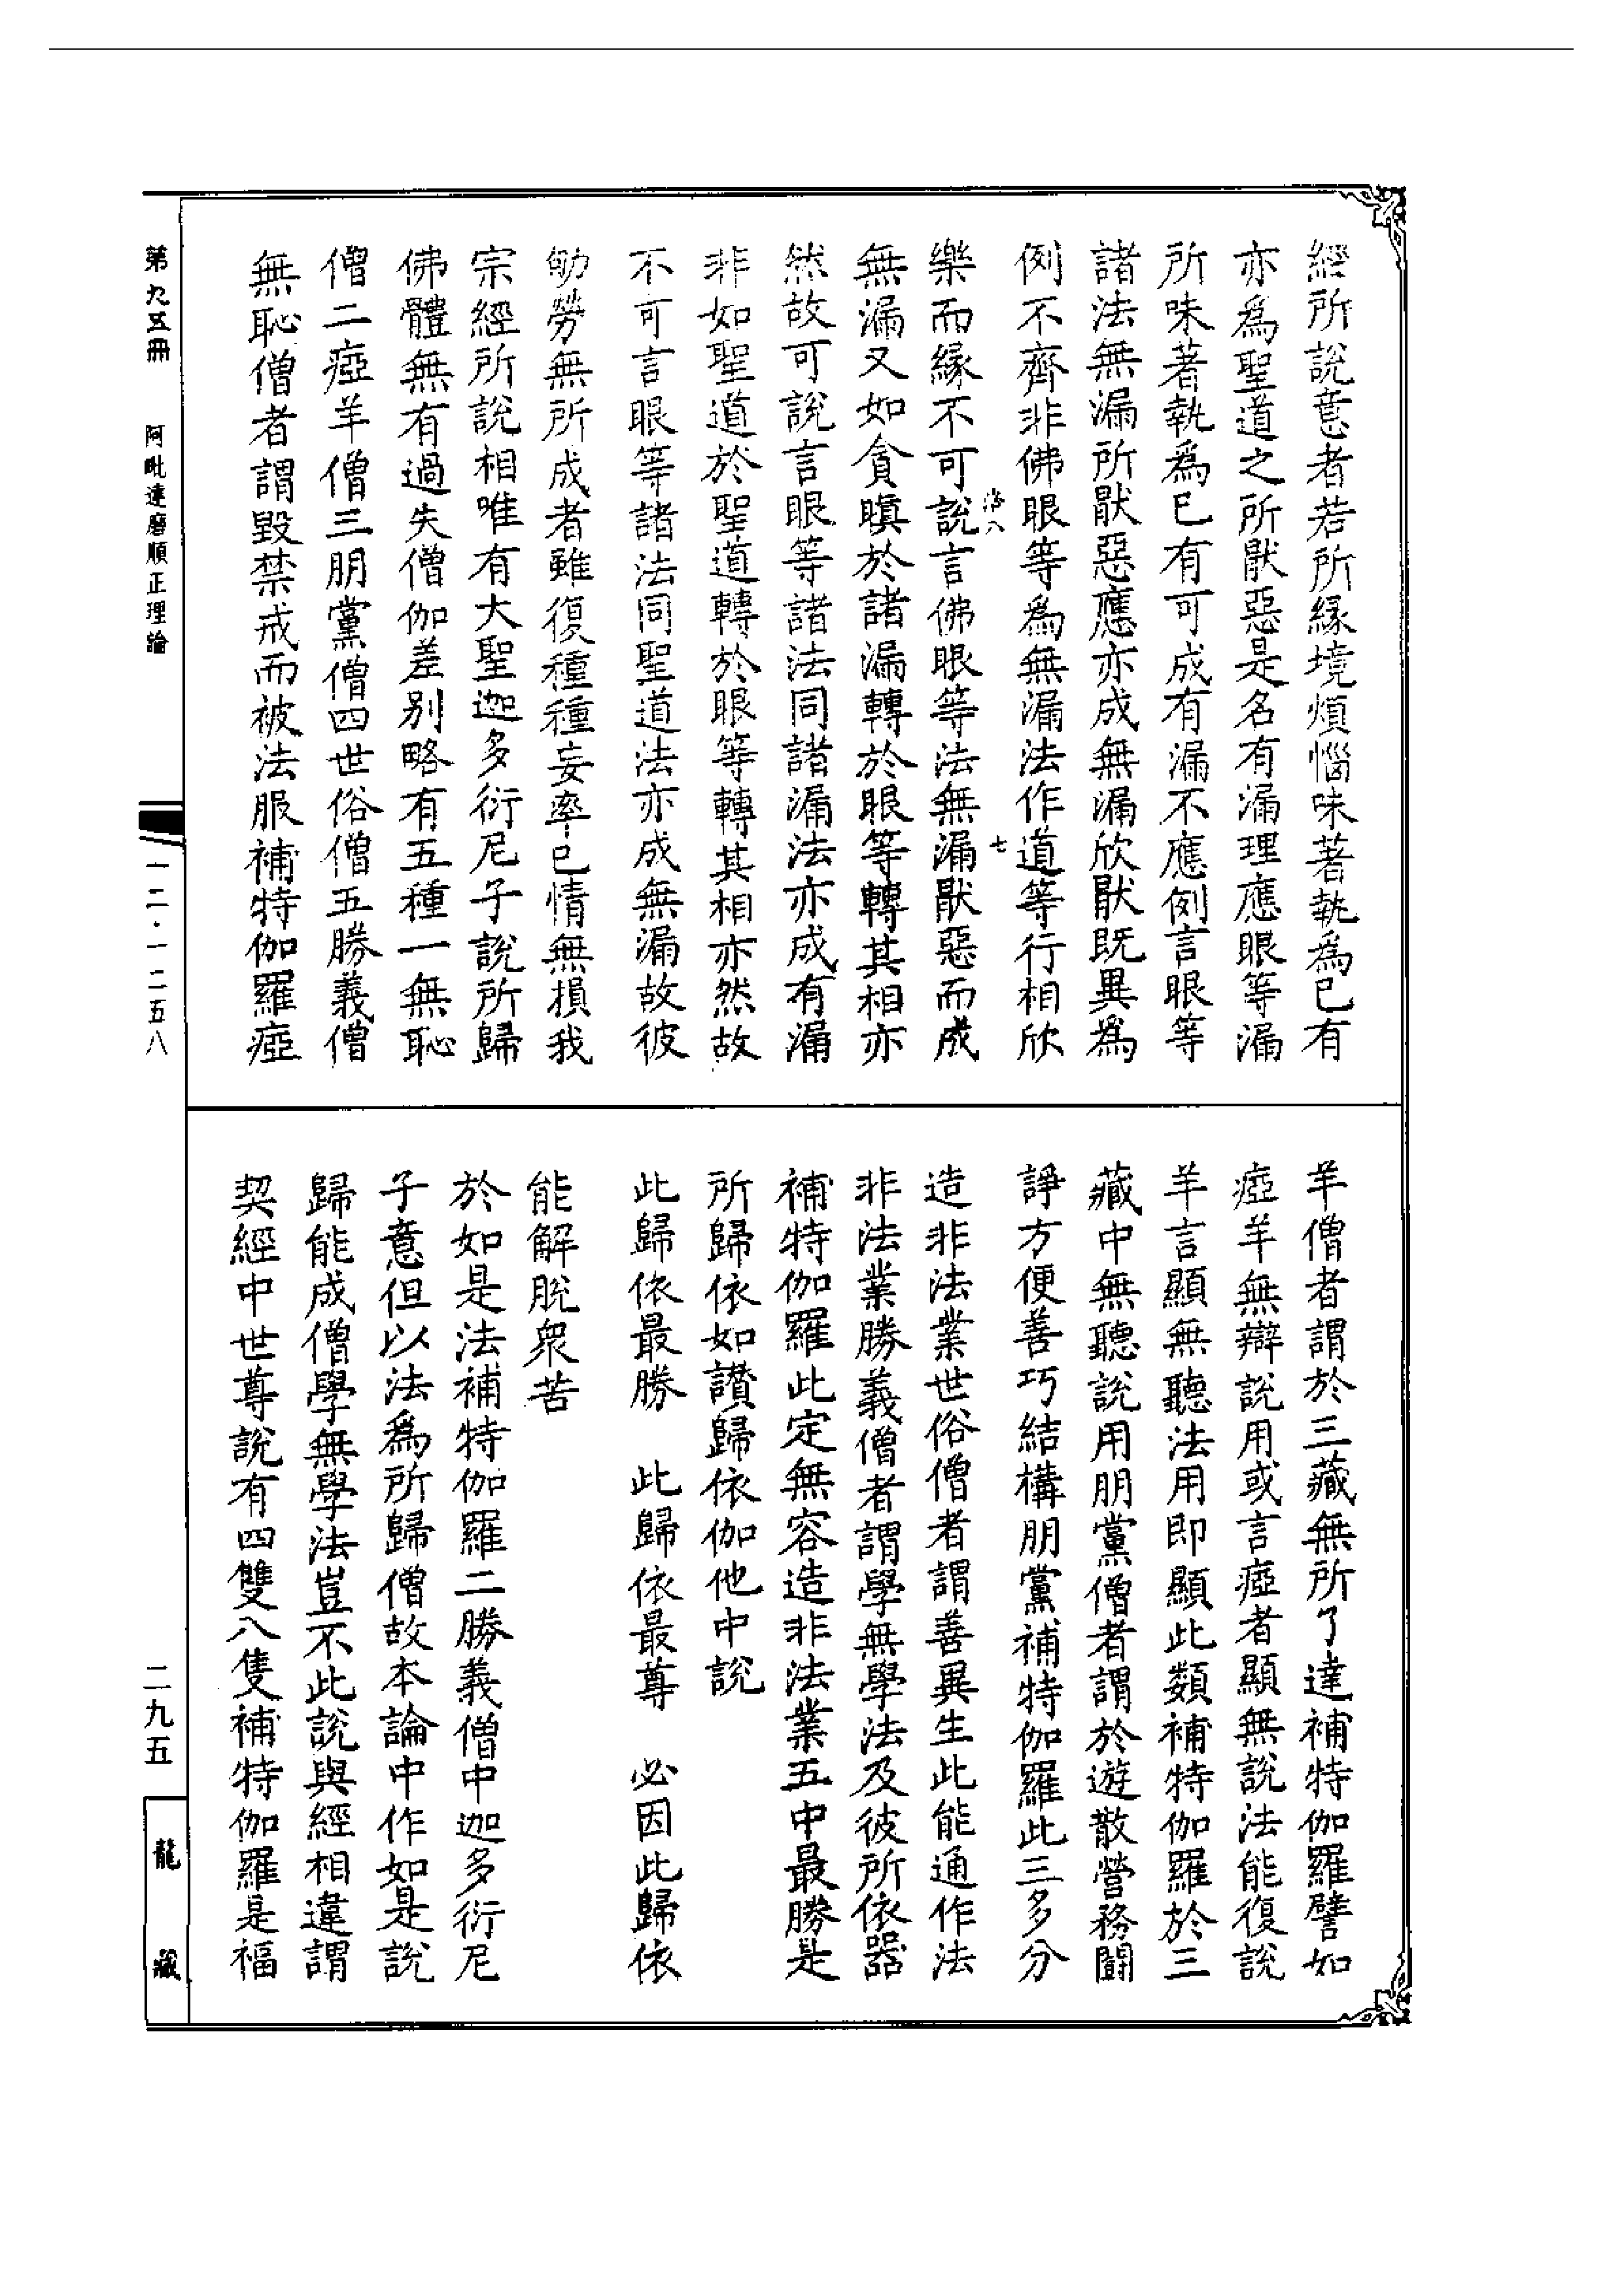 經所說意者若所緣境煩惱味著執為已有
亦為聖道之所厭惡是名有漏理應眼等漏
所味著執為已有可成有漏不應例言眼等
諸法無漏所厭惡應亦成無漏欣厭既異為
例不齊非佛眼等為無漏法作道等行相欣
樂而緣不可說言佛眼等法無漏厭惡而成
無漏又如貪瞋於諸漏轉於眼等轉其相亦
然故可說言眼等諸法同諸漏法亦成有漏
非如聖道於聖道轉於眼等轉其相亦然故
不可言眼等諸法同聖道法亦成無漏故彼
劬勞無所成者雖復種種妄率已情無損我
宗經所說相唯有大聖迦多衍尼子說所歸
佛體無有過失僧伽差別略有五種一無恥
僧二瘂羊僧三朋黨僧四世俗僧五勝義僧
無恥僧者謂毀禁戒而被法服補特伽羅瘂
羊僧者謂於三藏無所了達補特伽羅譬如
瘂羊無辯說用或言瘂者顯無說法能復說
羊言顯無聽法用即顯此類補特伽羅於三
藏中無聽說用朋黨僧者謂於遊散營務鬬
諍方便善巧結構朋黨補特伽羅此三多分
造非法業世俗僧者謂善異生此能通作法
非法業勝義僧者謂學無學法及彼所依器
補特伽羅此定無容造非法業五中最勝是
所歸依如讚歸依伽他中說
此歸依最勝　此歸依最尊　必因此歸依
能解脫眾苦
於如是法補特伽羅二勝義僧中迦多衍尼
子意但以法為所歸僧故本論中作如是說
歸能成僧學無學法豈不此說與經相違謂
契經中世尊說有四雙八隻補特伽羅是福
七
第九五冊
阿毗達磨順正理論
一二·一二五八
二九五
龍藏